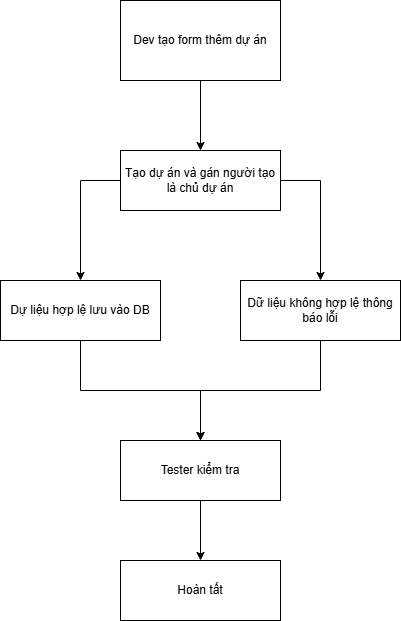 Dev tạo form thêm dự án
Tạo dự án và gán người tạo
là chủ dự án
Dự liệu hợp lệ lưu vào DB
Dữ liệu không hợp lệ thông
báo lỗi
Tester kiểm tra
Hoàn tất